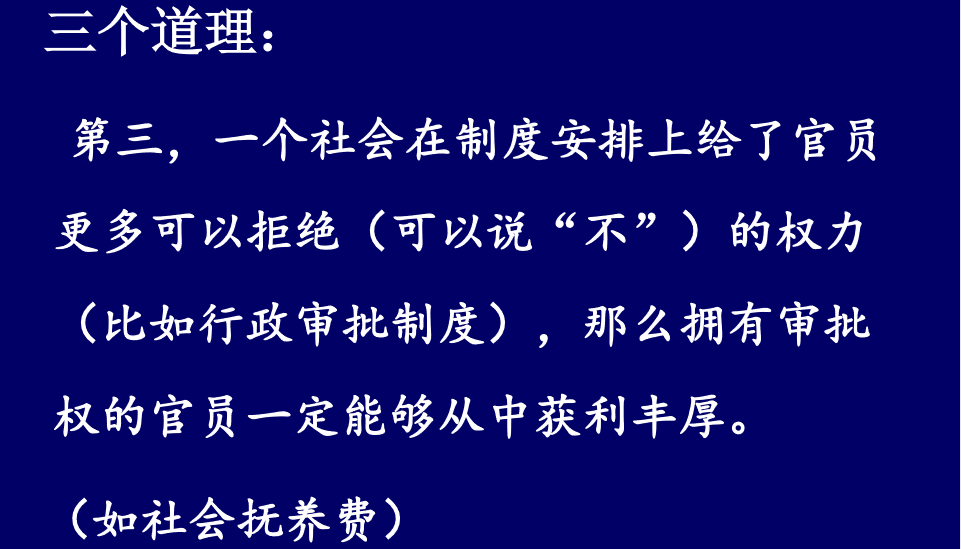 三个道理：
第三，一个社会在制度安排上给了官员
更多可以拒绝（可以说“不”）的权力
（比如行政审批制度），那么拥有审批
权的官员一定能够从中获利丰厚。
（如社会抚养费）